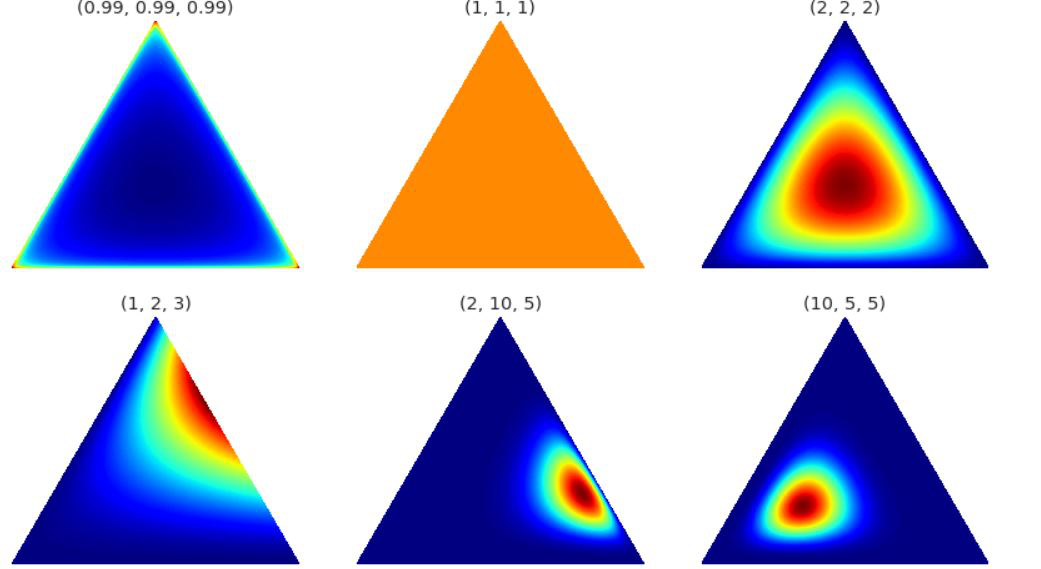 (0.99, 0.99, 0.99)
(1, 1, 1)
(2, 2, 2)
(1, 2, 3)
(2, 10, 5)
(10, 5, 5)